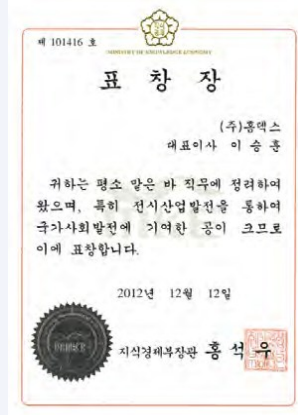 제 101416 호
MINISTRY OF KNOWLEDGE ECONOMY
표 창 장
(주)홈덱스
대표이사 이 승 훈
귀하는 평소 맡은 바 직무에 정려하여
왔으며, 특히 전시산업발전을 통하여
국가사회발전에 기여한 공이 크므로
이에 표창합니다.
2012년 12월 12일
지식경제부장관 홍 석 우